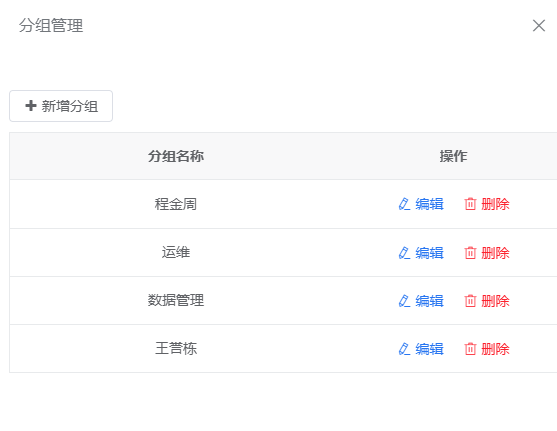 分组管理
新增分组
分组名称 操作
程金周 编辑 删除
运维 编辑 删除
数据管理 编辑 删除
王菩栋 编辑 删除